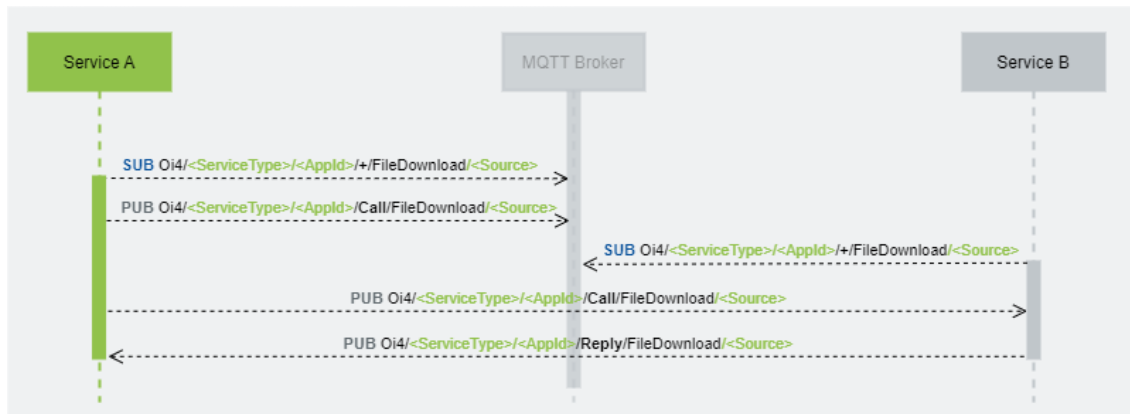 Service A
MQTT Broker
Service B
SUB Oi4/<ServiceType>/<AppId>/+/FileDownload/<Source>
PUB Oi4/<ServiceType>/<AppId>/Call/FileDownload/<Source>
SUB Oi4/<ServiceType>/<AppId>/+/FileDownload/<Source>
PUB Oi4/<ServiceType>/<AppId>/Call/FileDownload/<Source>
PUB Oi4/<ServiceType>/<AppId>/Reply/FileDownload/<Source>